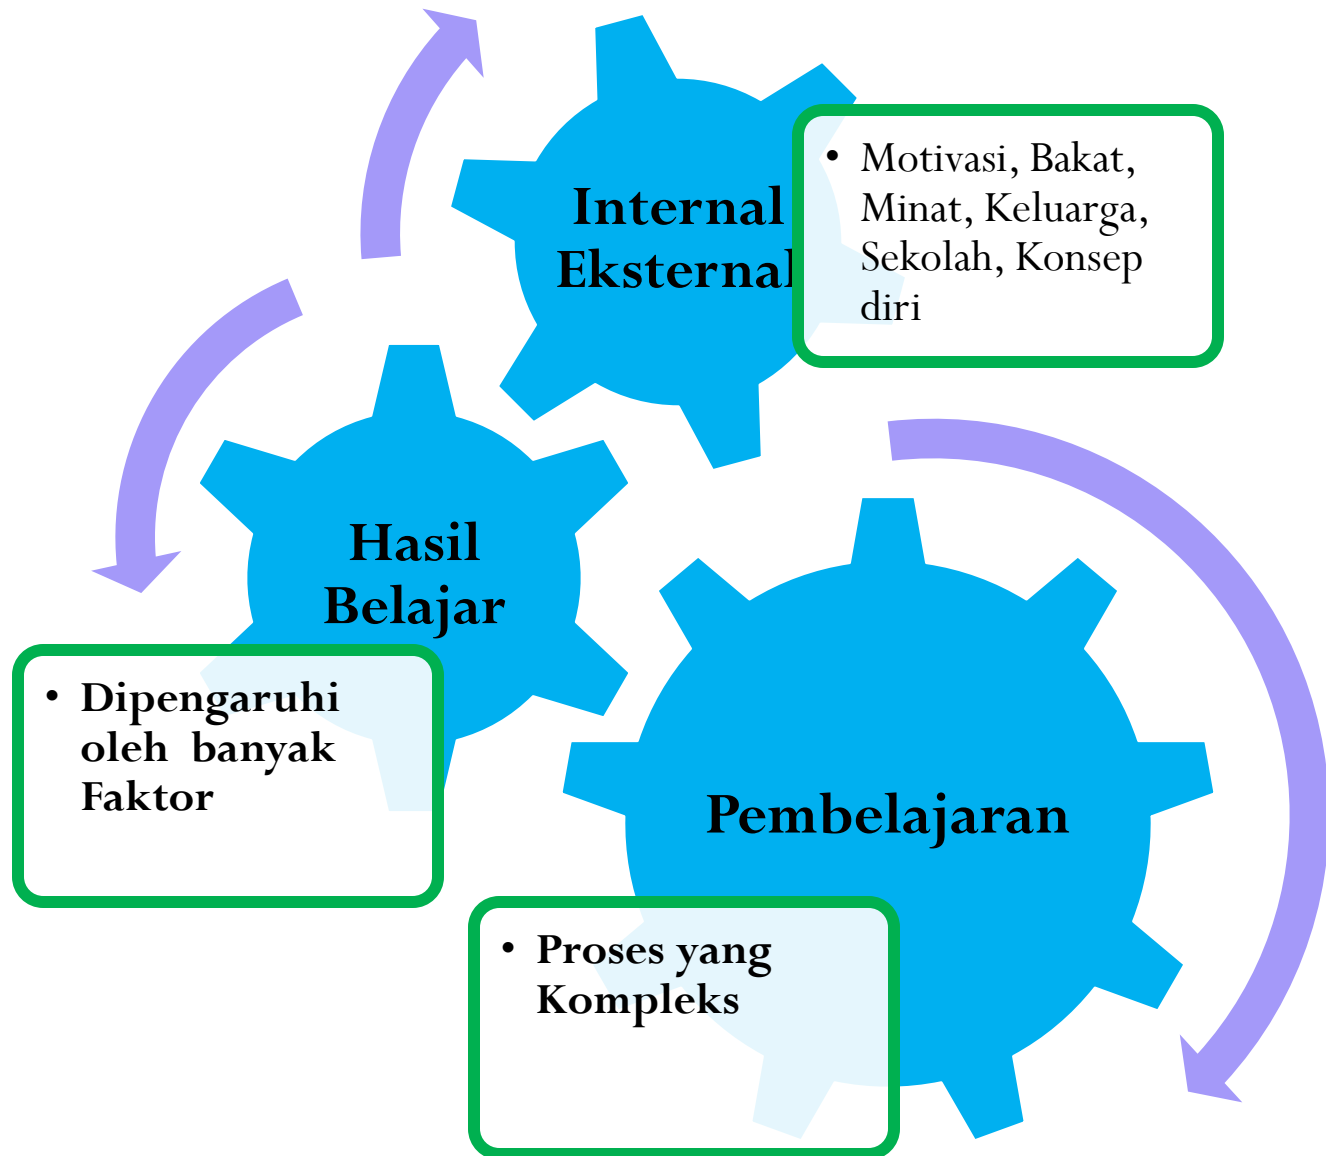 Internal
Eksternal
• Motivasi, Bakat,
Minat, Keluarga,
Sekolah, Konsep
diri
Hasil
Belajar
• Dipengaruhi
oleh banyak
Faktor
Pembelajaran
• Proses yang
Kompleks